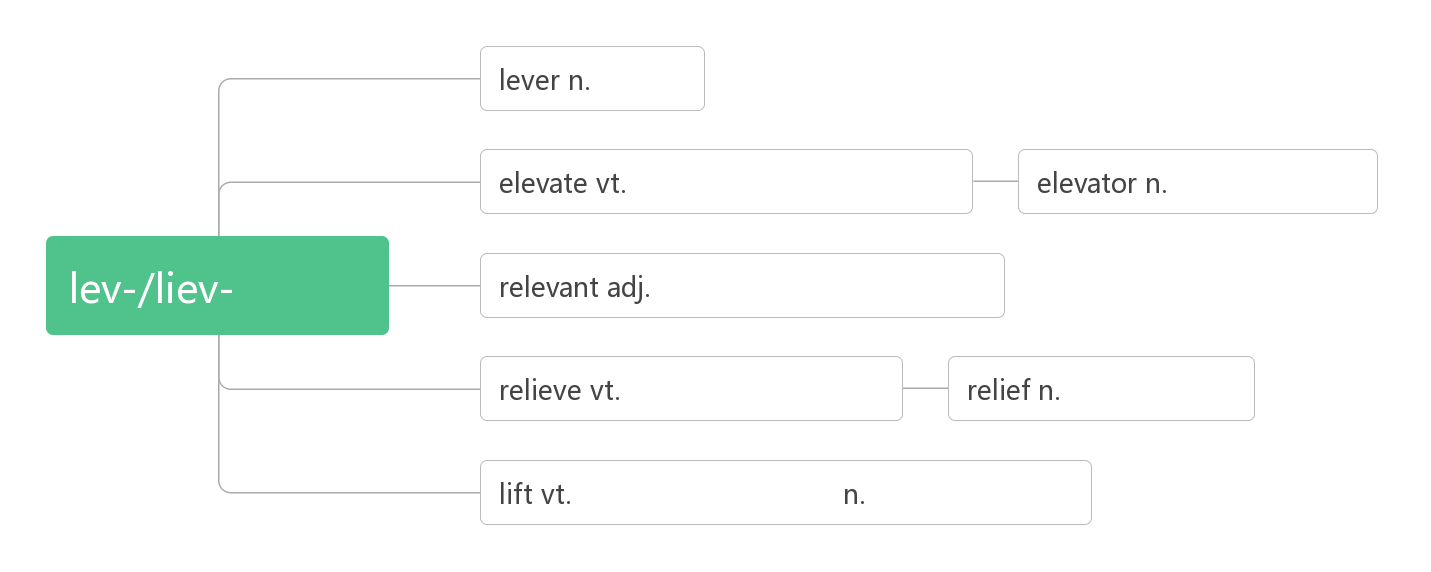 lever n.
elevate vt.
elevator n.
lev-/liev-
relevant adj.
relieve vt.
relief n.
lift vt. n.